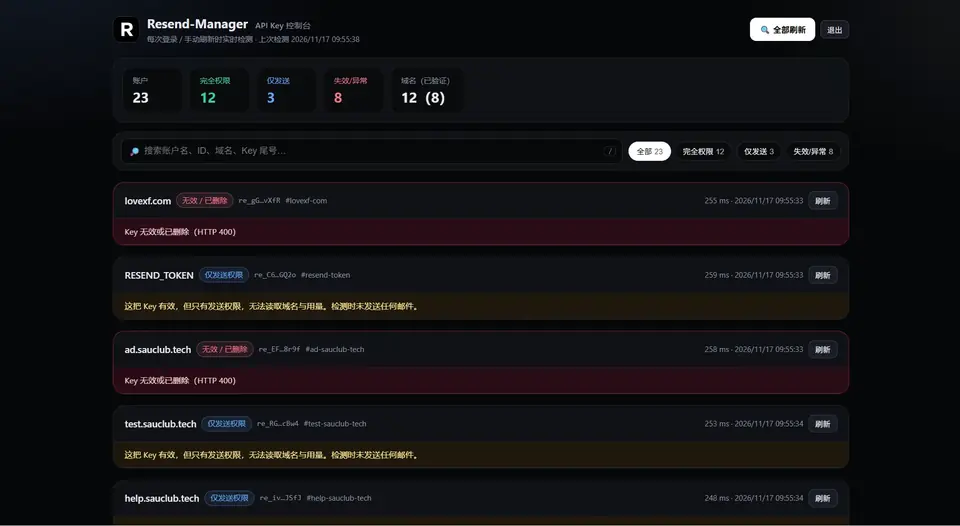 R
Resend-Manager API Key 控制台
每次登录 / 手动刷新时实时检测 · 上次检测 2026/11/17 09:55:38
全部刷新
退出
账户
23
完全权限
12
仅发送
3
失效/异常
8
域名（已验证）
12（8）
搜索账户名、ID、域名、Key 尾号...
/
全部 23
完全权限 12
仅发送 3
失效/异常 8
lovexf.com 无效 / 已删除 re_gG…vXfR #lovexf-com 255 ms · 2026/11/17 09:55:33 刷新
Key 无效或已删除（HTTP 400）
RESEND_TOKEN 仅发送权限 re_C6…GQ2o #resend-token 259 ms · 2026/11/17 09:55:33 刷新
这把 Key 有效，但只有发送权限，无法读取域名与用量。检测时未发送任何邮件。
ad.sauclub.tech 无效 / 已删除 re_EF…8r9f #ad-sauclub-tech 258 ms · 2026/11/17 09:55:33 刷新
Key 无效或已删除（HTTP 400）
test.sauclub.tech 仅发送权限 re_RG…cBw4 #test-sauclub-tech 253 ms · 2026/11/17 09:55:34 刷新
这把 Key 有效，但只有发送权限，无法读取域名与用量。检测时未发送任何邮件。
help.sauclub.tech 仅发送权限 re_iv…J5fJ #help-sauclub-tech 248 ms · 2026/11/17 09:55:34 刷新